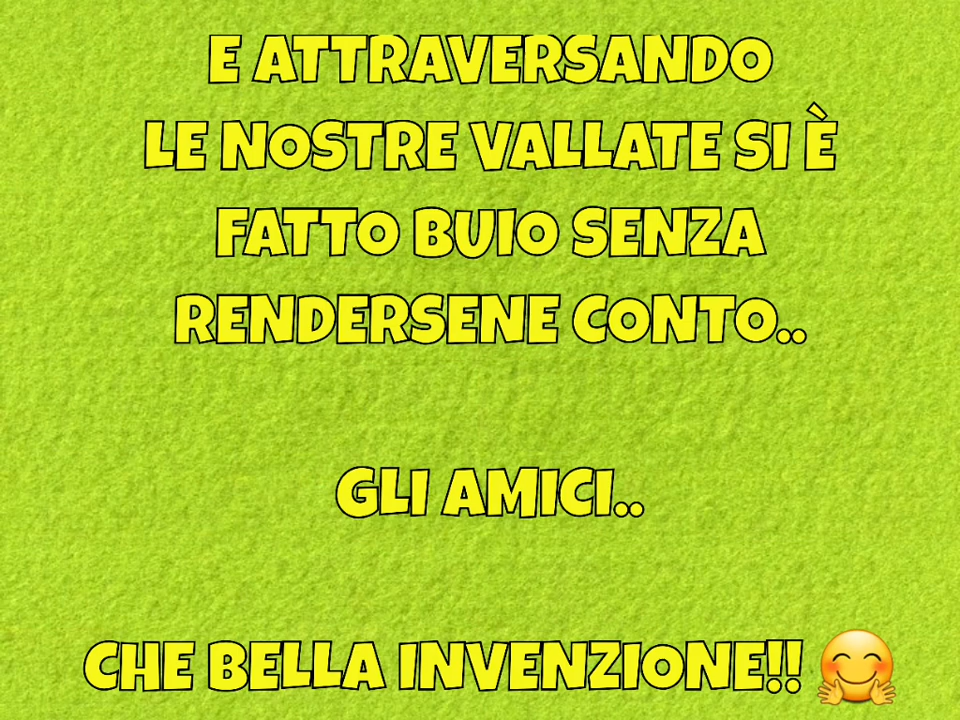 E ATTRAVERSANDO
LE NOSTRE VALLATE SI È
FATTO BUIO SENZA
RENDERSENE CONTO..
GLI AMICI..
CHE BELLA INVENZIONE!! 🤗